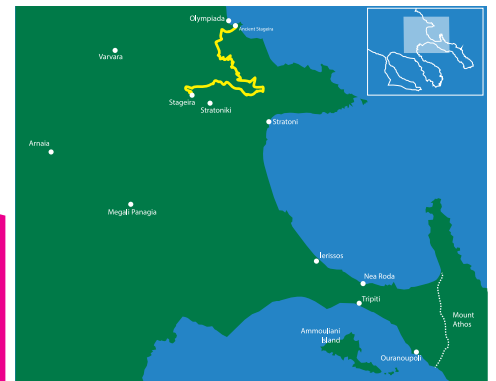 Olympiada
Ancient Stageira
Varvara
Stageira
Stratoniki
Stratoni
Arnaia
Megali Panagia
Ierissos
Nea Roda
Tripiti
Mount
Athos
Ammouliani
Island
Ouranoupoli